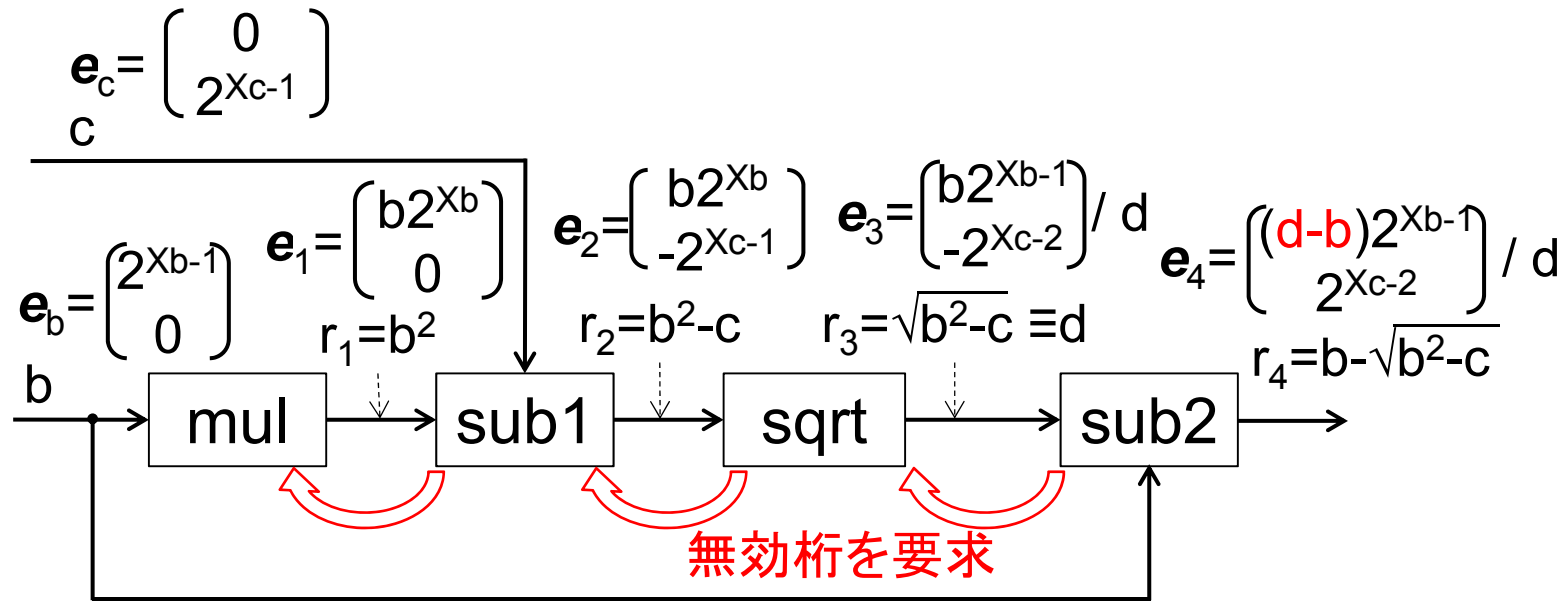 e_c= ( 0 ; 2^{Xc-1} )
c
e_b= ( 2^{Xb-1} ; 0 )
e_1= ( b2^{Xb} ; 0 )
e_2= ( b2^{Xb} ; -2^{Xc-1} )
e_3= ( b2^{Xb-1} ; -2^{Xc-2} ) / d
e_4= ( (d-b)2^{Xb-1} ; 2^{Xc-2} ) / d
r_1=b^2
r_2=b^2-c
r_3=√(b^2-c) ≡d
r_4=b-√(b^2-c)
b
mul
sub1
sqrt
sub2
無効桁を要求